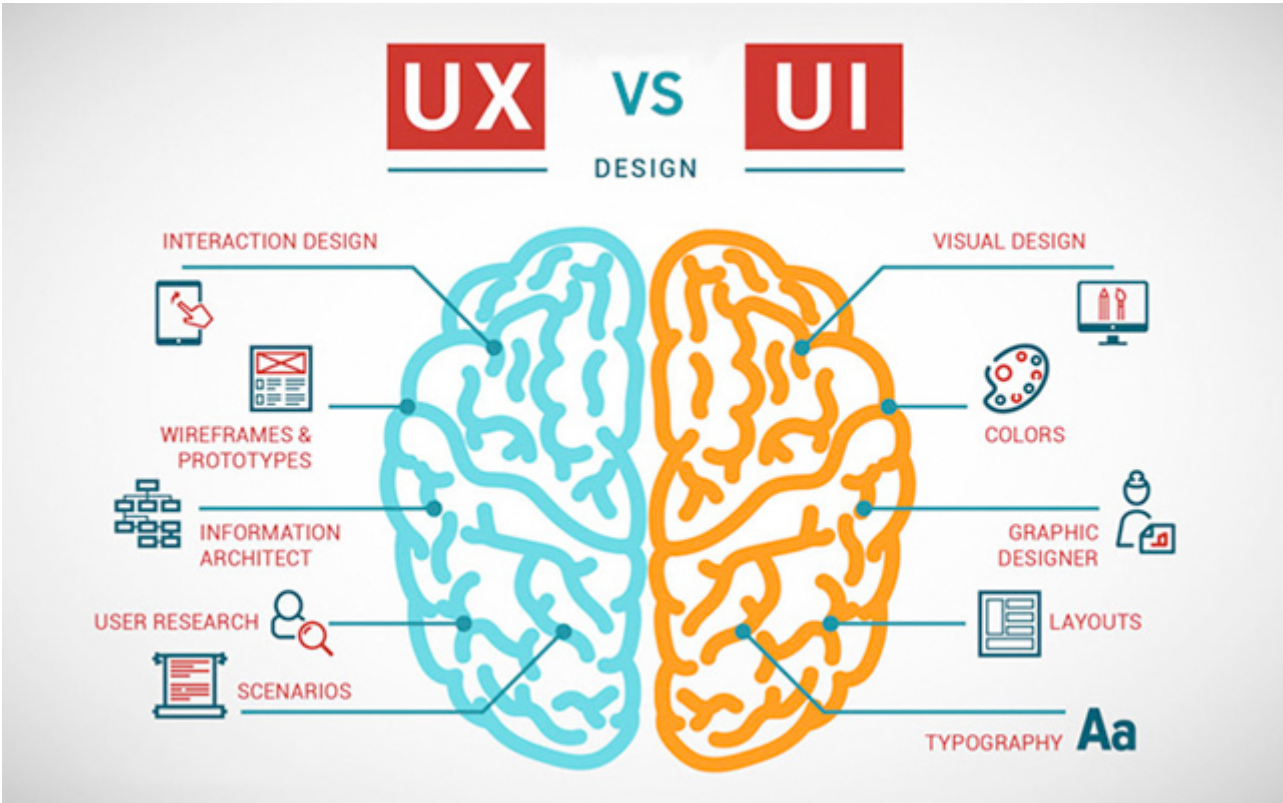 UX VS UI
DESIGN
INTERACTION DESIGN
WIREFRAMES &
PROTOTYPES
INFORMATION
ARCHITECT
USER RESEARCH
SCENARIOS
VISUAL DESIGN
COLORS
GRAPHIC
DESIGNER
LAYOUTS
TYPOGRAPHY Aa